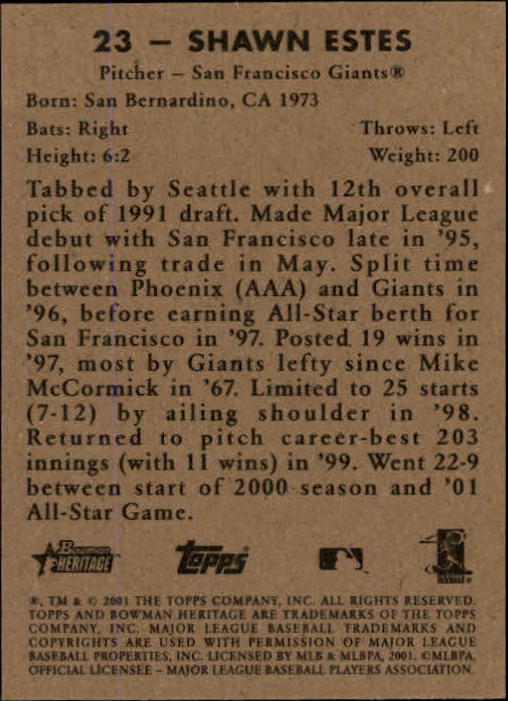 23 – SHAWN ESTES
Pitcher – San Francisco Giants®
Born: San Bernardino, CA 1973
Bats: Right Throws: Left
Height: 6:2 Weight: 200
Tabbed by Seattle with 12th overall
pick of 1991 draft. Made Major League
debut with San Francisco late in '95,
following trade in May. Split time
between Phoenix (AAA) and Giants in
'96, before earning All-Star berth for
San Francisco in '97. Posted 19 wins in
'97, most by Giants lefty since Mike
McCormick in '67. Limited to 25 starts
(7-12) by ailing shoulder in '98.
Returned to pitch career-best 203
innings (with 11 wins) in '99. Went 22-9
between start of 2000 season and '01
All-Star Game.
Bowman
HERITAGE
Topps
®, TM & © 2001 THE TOPPS COMPANY, INC. ALL RIGHTS RESERVED.
TOPPS AND BOWMAN HERITAGE ARE TRADEMARKS OF THE TOPPS
COMPANY, INC. MAJOR LEAGUE BASEBALL TRADEMARKS AND
COPYRIGHTS ARE USED WITH PERMISSION OF MAJOR LEAGUE
BASEBALL PROPERTIES, INC. LICENSED BY MLB & MLBPA, 2001. ©MLBPA,
OFFICIAL LICENSEE – MAJOR LEAGUE BASEBALL PLAYERS ASSOCIATION.